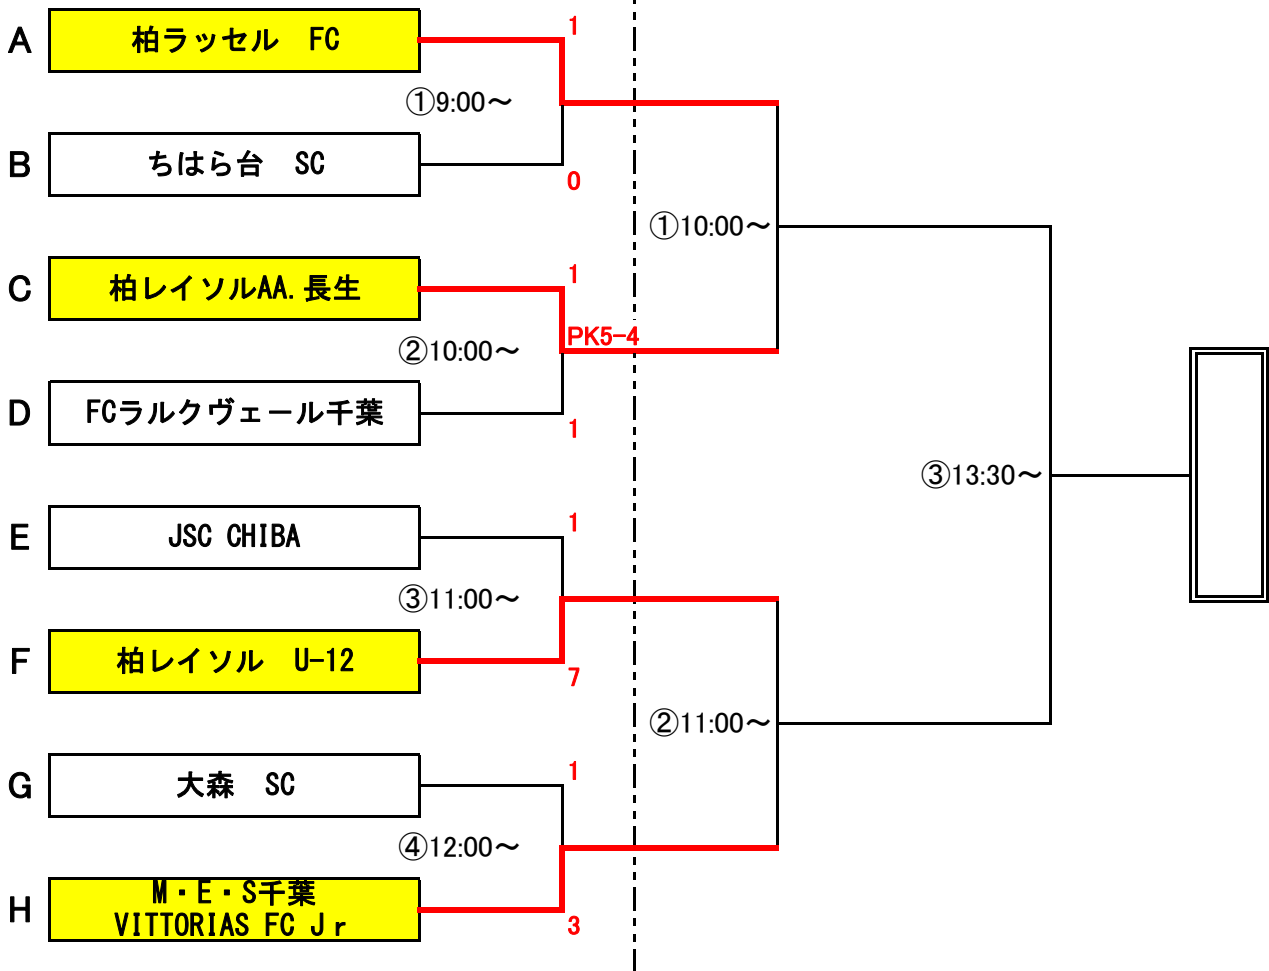 A
柏ラッセル　FC
1
①9:00～
B
ちはら台　SC
0
①10:00～
C
柏レイソルAA.長生
1
PK5-4
②10:00～
D
FCラルクヴェール千葉
1
③13:30～
E
JSC CHIBA
1
③11:00～
F
柏レイソル　U-12
7
②11:00～
G
大森　SC
1
④12:00～
H
M・E・S千葉
VITTORIAS FC Jr
3